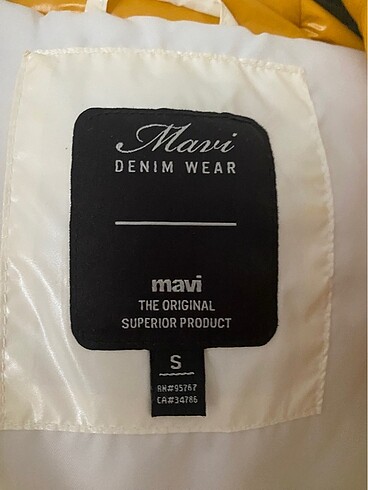 Mavi
DENIM WEAR
mavi
THE ORIGINAL
SUPERIOR PRODUCT
S
RN#95767
CA#34786